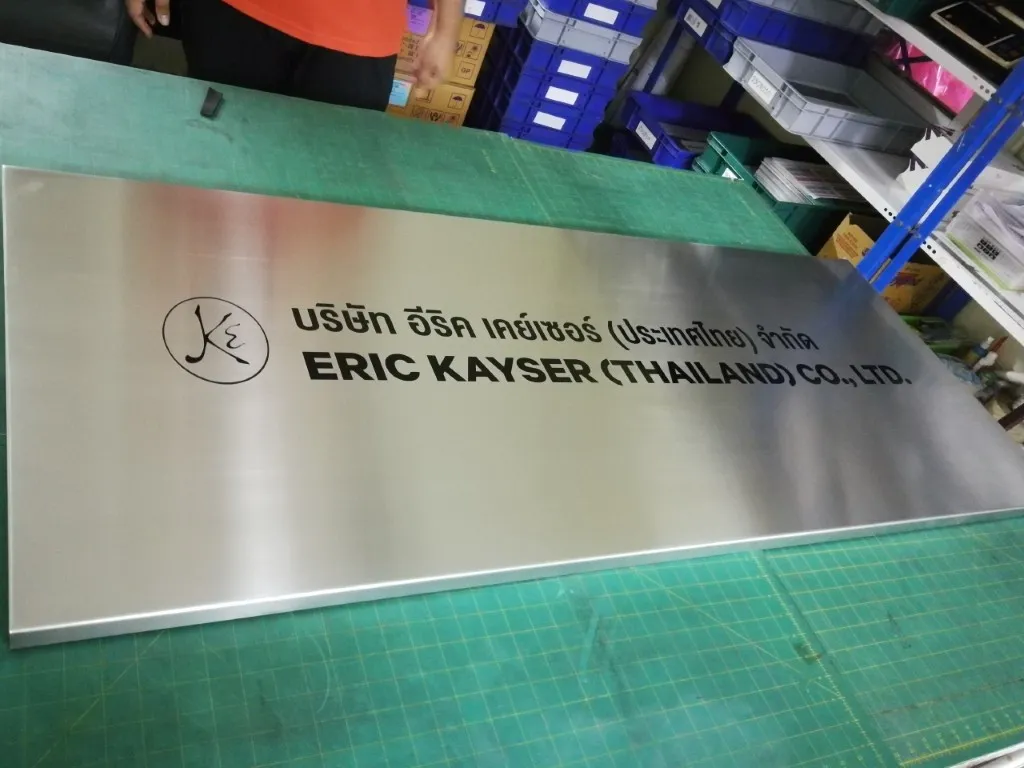 KE
บริษัท อีริค เคย์เซอร์ (ประเทศไทย) จำกัด
ERIC KAYSER (THAILAND) CO., LTD.